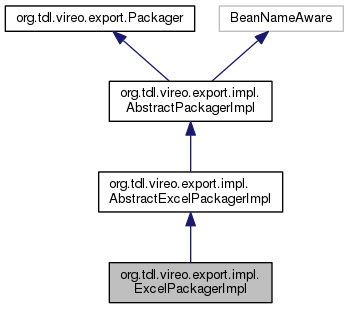 org.tdl.vireo.export.Packager
BeanNameAware
org.tdl.vireo.export.impl.
AbstractPackagerImpl
org.tdl.vireo.export.impl.
AbstractExcelPackagerImpl
org.tdl.vireo.export.impl.
ExcelPackagerImpl